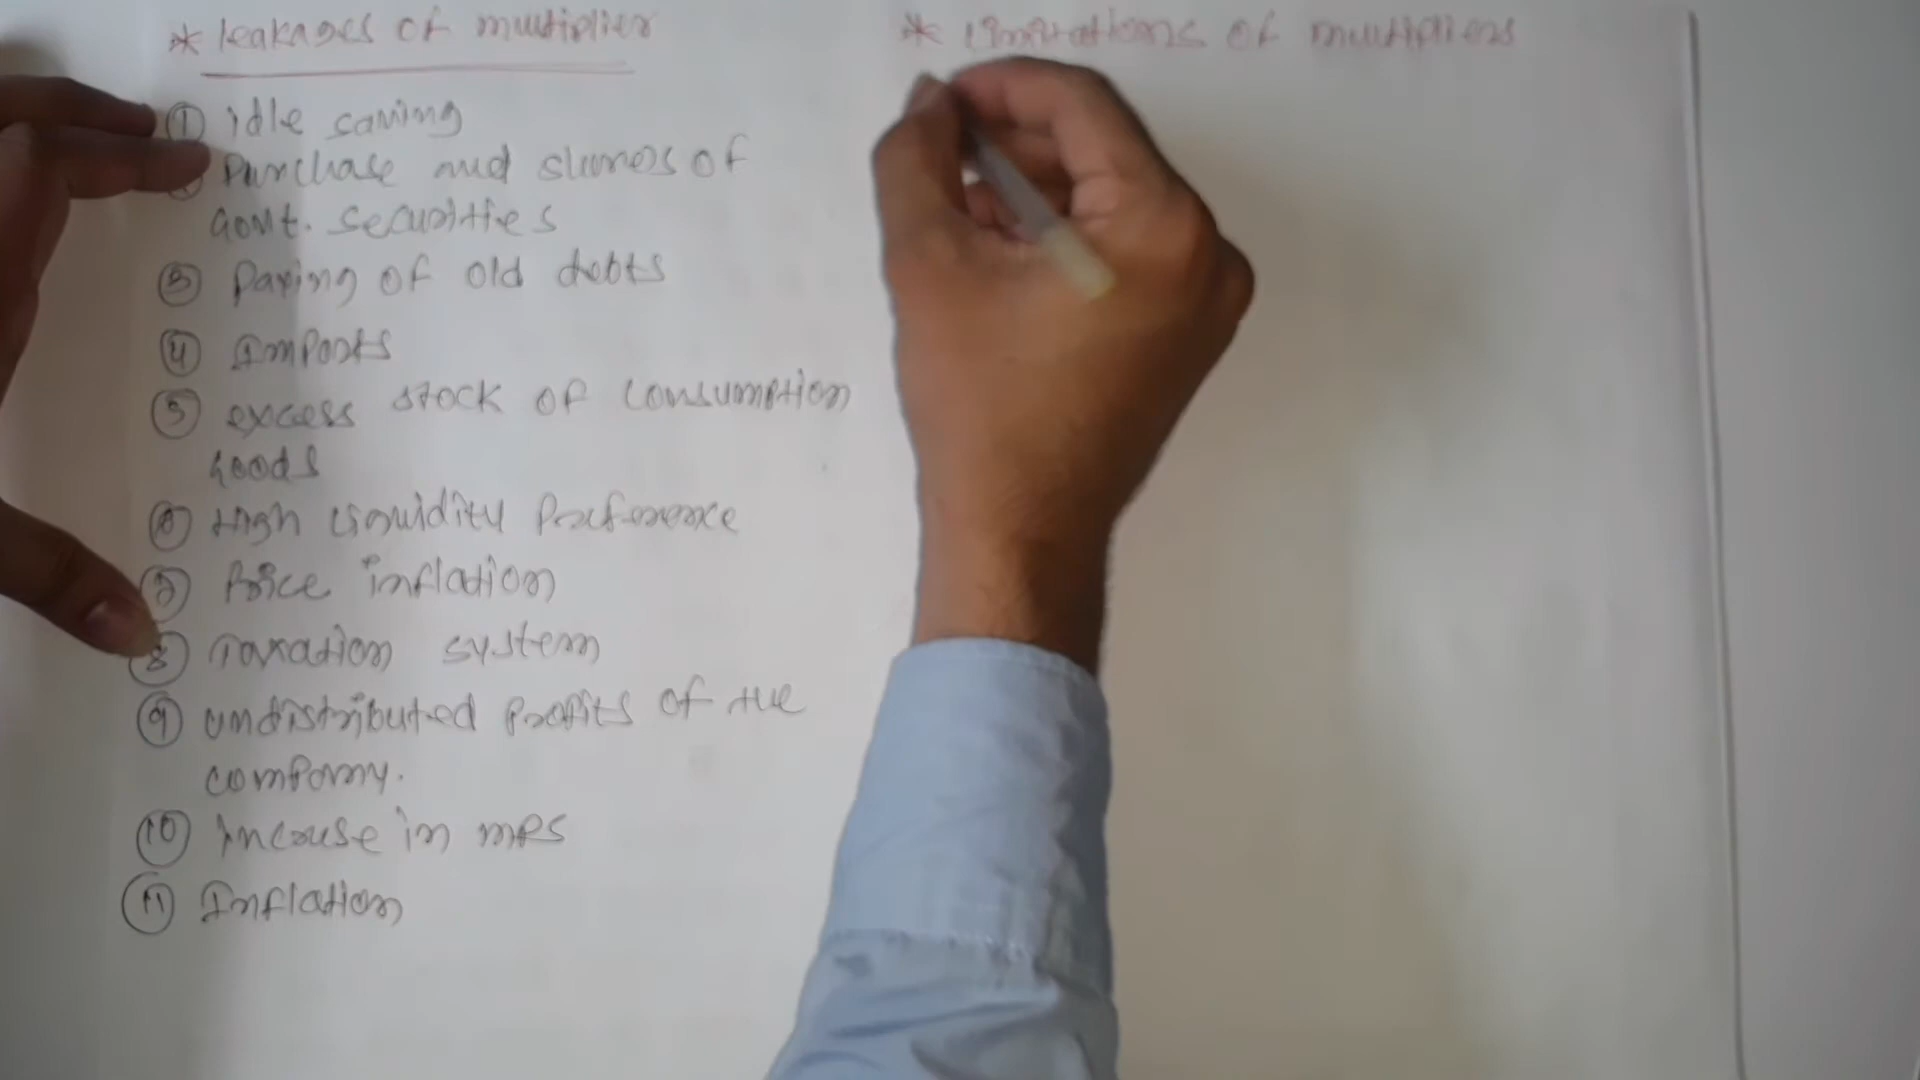 * leakages of multiplier
① idle saving
Purchase and shares of
Govt. securities
③ Paying of old debts
④ Imports
⑤ excess stock of consumption
Goods
⑥ High liquidity Preference
⑦ Price inflation
⑧ Taxation system
⑨ undistributed profits of the
company.
⑩ increase in MPS
⑪ Inflation
* limitations of multipliers